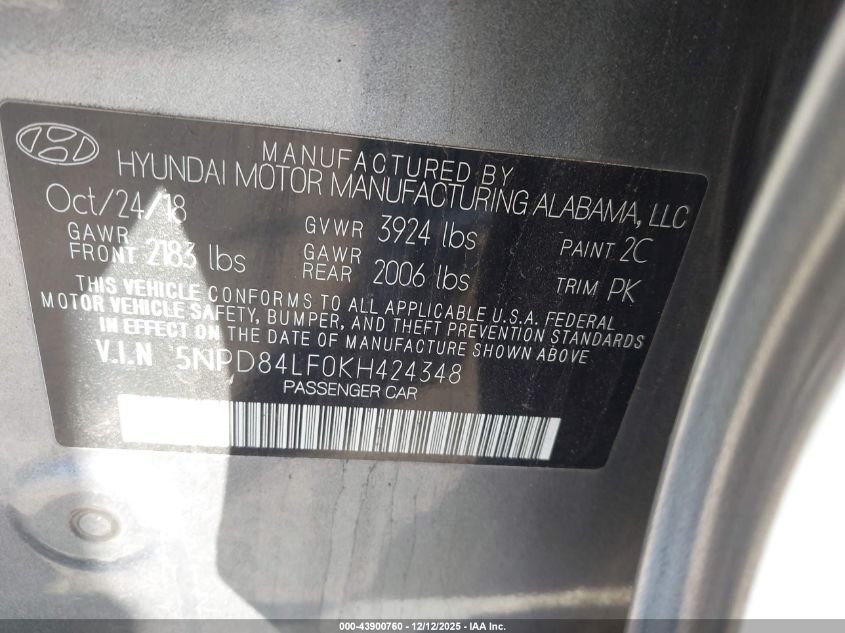 MANUFACTURED BY
HYUNDAI MOTOR MANUFACTURING ALABAMA, LLC
Oct/24/18 GVWR 3924 lbs PAINT 2C
GAWR FRONT 2183 lbs GAWR REAR 2006 lbs TRIM PK
THIS VEHICLE CONFORMS TO ALL APPLICABLE U.S.A. FEDERAL
MOTOR VEHICLE SAFETY, BUMPER, AND THEFT PREVENTION STANDARDS
IN EFFECT ON THE DATE OF MANUFACTURE SHOWN ABOVE
V.I.N 5NPD84LF0KH424348
PASSENGER CAR
000-43900760 - 12/12/2025 - IAA Inc.